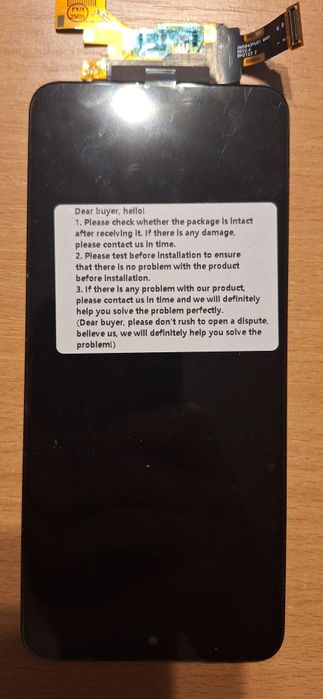 FY/1
25/01
Dear buyer, hello!
1. Please check whether the package is intact
after receiving it. If there is any damage,
please contact us in time.
2. Please test before installation to ensure
that there is no problem with the product
before installation.
3. If there is any problem with our product,
please contact us in time and we will definitely
help you solve the problem perfectly.
(Dear buyer, please don't rush to open a dispute,
believe us, we will definitely help you solve the
problem!)